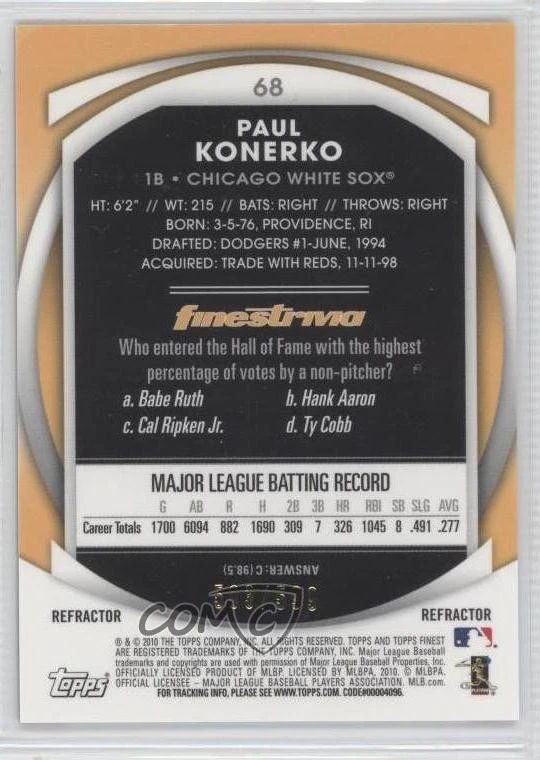 68
PAUL
KONERKO
1B • CHICAGO WHITE SOX®
HT: 6'2" // WT: 215 // BATS: RIGHT // THROWS: RIGHT
BORN: 3-5-76, PROVIDENCE, RI
DRAFTED: DODGERS #1-JUNE, 1994
ACQUIRED: TRADE WITH REDS, 11-11-98
finestrivia
Who entered the Hall of Fame with the highest
percentage of votes by a non-pitcher?
a. Babe Ruth b. Hank Aaron
c. Cal Ripken Jr. d. Ty Cobb
MAJOR LEAGUE BATTING RECORD
G AB R H 2B 3B HR RBI SB SLG AVG
Career Totals 1700 6094 882 1690 309 7 326 1045 8 .491 .277
ANSWER: C (98.5)
REFRACTOR REFRACTOR
COMC
® & © 2010 THE TOPPS COMPANY, INC. ALL RIGHTS RESERVED. TOPPS AND TOPPS FINEST
ARE REGISTERED TRADEMARKS OF THE TOPPS COMPANY, INC. Major League Baseball
trademarks and copyrights are used with permission of Major League Baseball Properties, Inc.
OFFICIALLY LICENSED PRODUCT OF MLBP. LICENSED BY MLBPA, 2010. © MLBPA.
OFFICIAL LICENSEE – MAJOR LEAGUE BASEBALL PLAYERS ASSOCIATION. MLB.com
FOR TRACKING INFO, PLEASE SEE WWW.TOPPS.COM. CODE#00004096.
topps